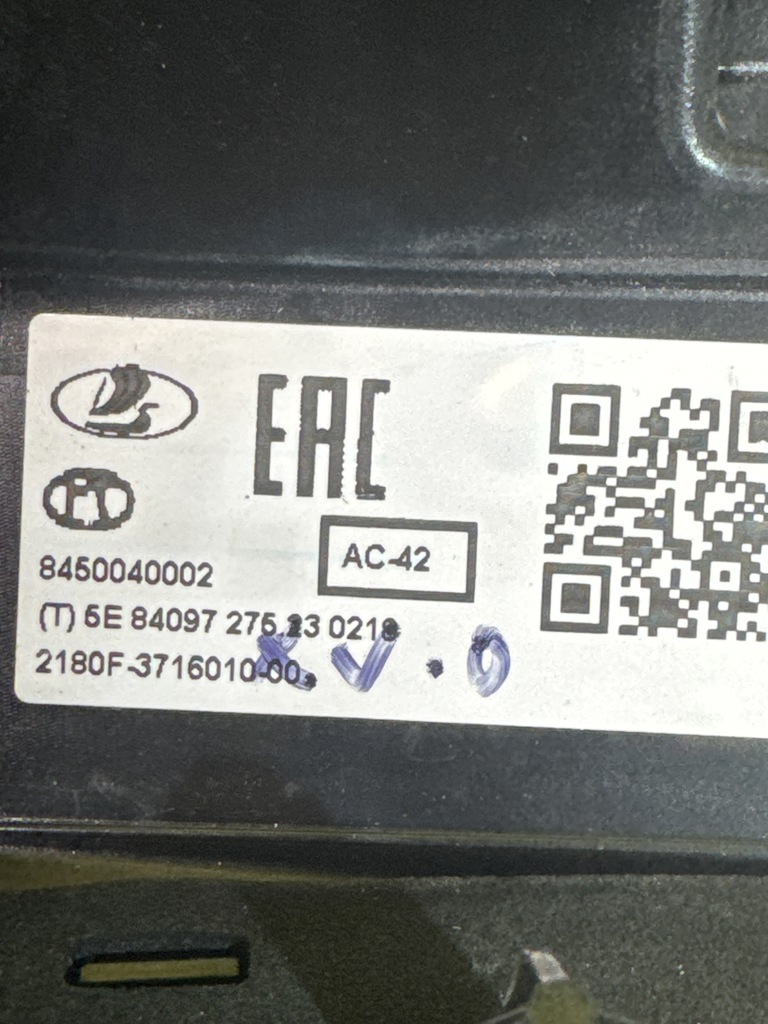 EAC
AC-42
8450040002
(T) 5E 84097 275.23 0218
2180F-3716010-00.